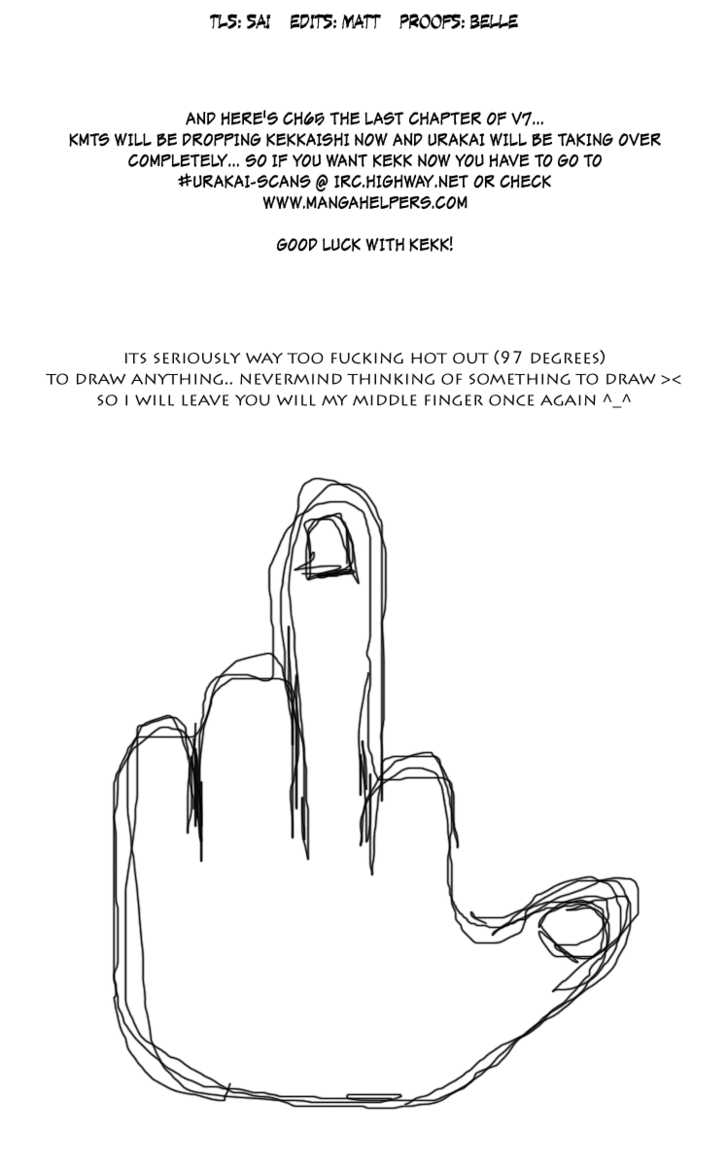 TLS: SAI EDITS: MATT PROOFS: BELLE
AND HERE'S CH65 THE LAST CHAPTER OF V7...
KMTS WILL BE DROPPING KEKKAISHI NOW AND URAKAI WILL BE TAKING OVER
COMPLETELY... SO IF YOU WANT KEKK NOW YOU HAVE TO GO TO
#URAKAI-SCANS @ IRC.HIGHWAY.NET OR CHECK
WWW.MANGAHELPERS.COM
GOOD LUCK WITH KEKK!
ITS SERIOUSLY WAY TOO FUCKING HOT OUT (97 DEGREES)
TO DRAW ANYTHING.. NEVERMIND THINKING OF SOMETHING TO DRAW ><
SO I WILL LEAVE YOU WILL MY MIDDLE FINGER ONCE AGAIN ^_^